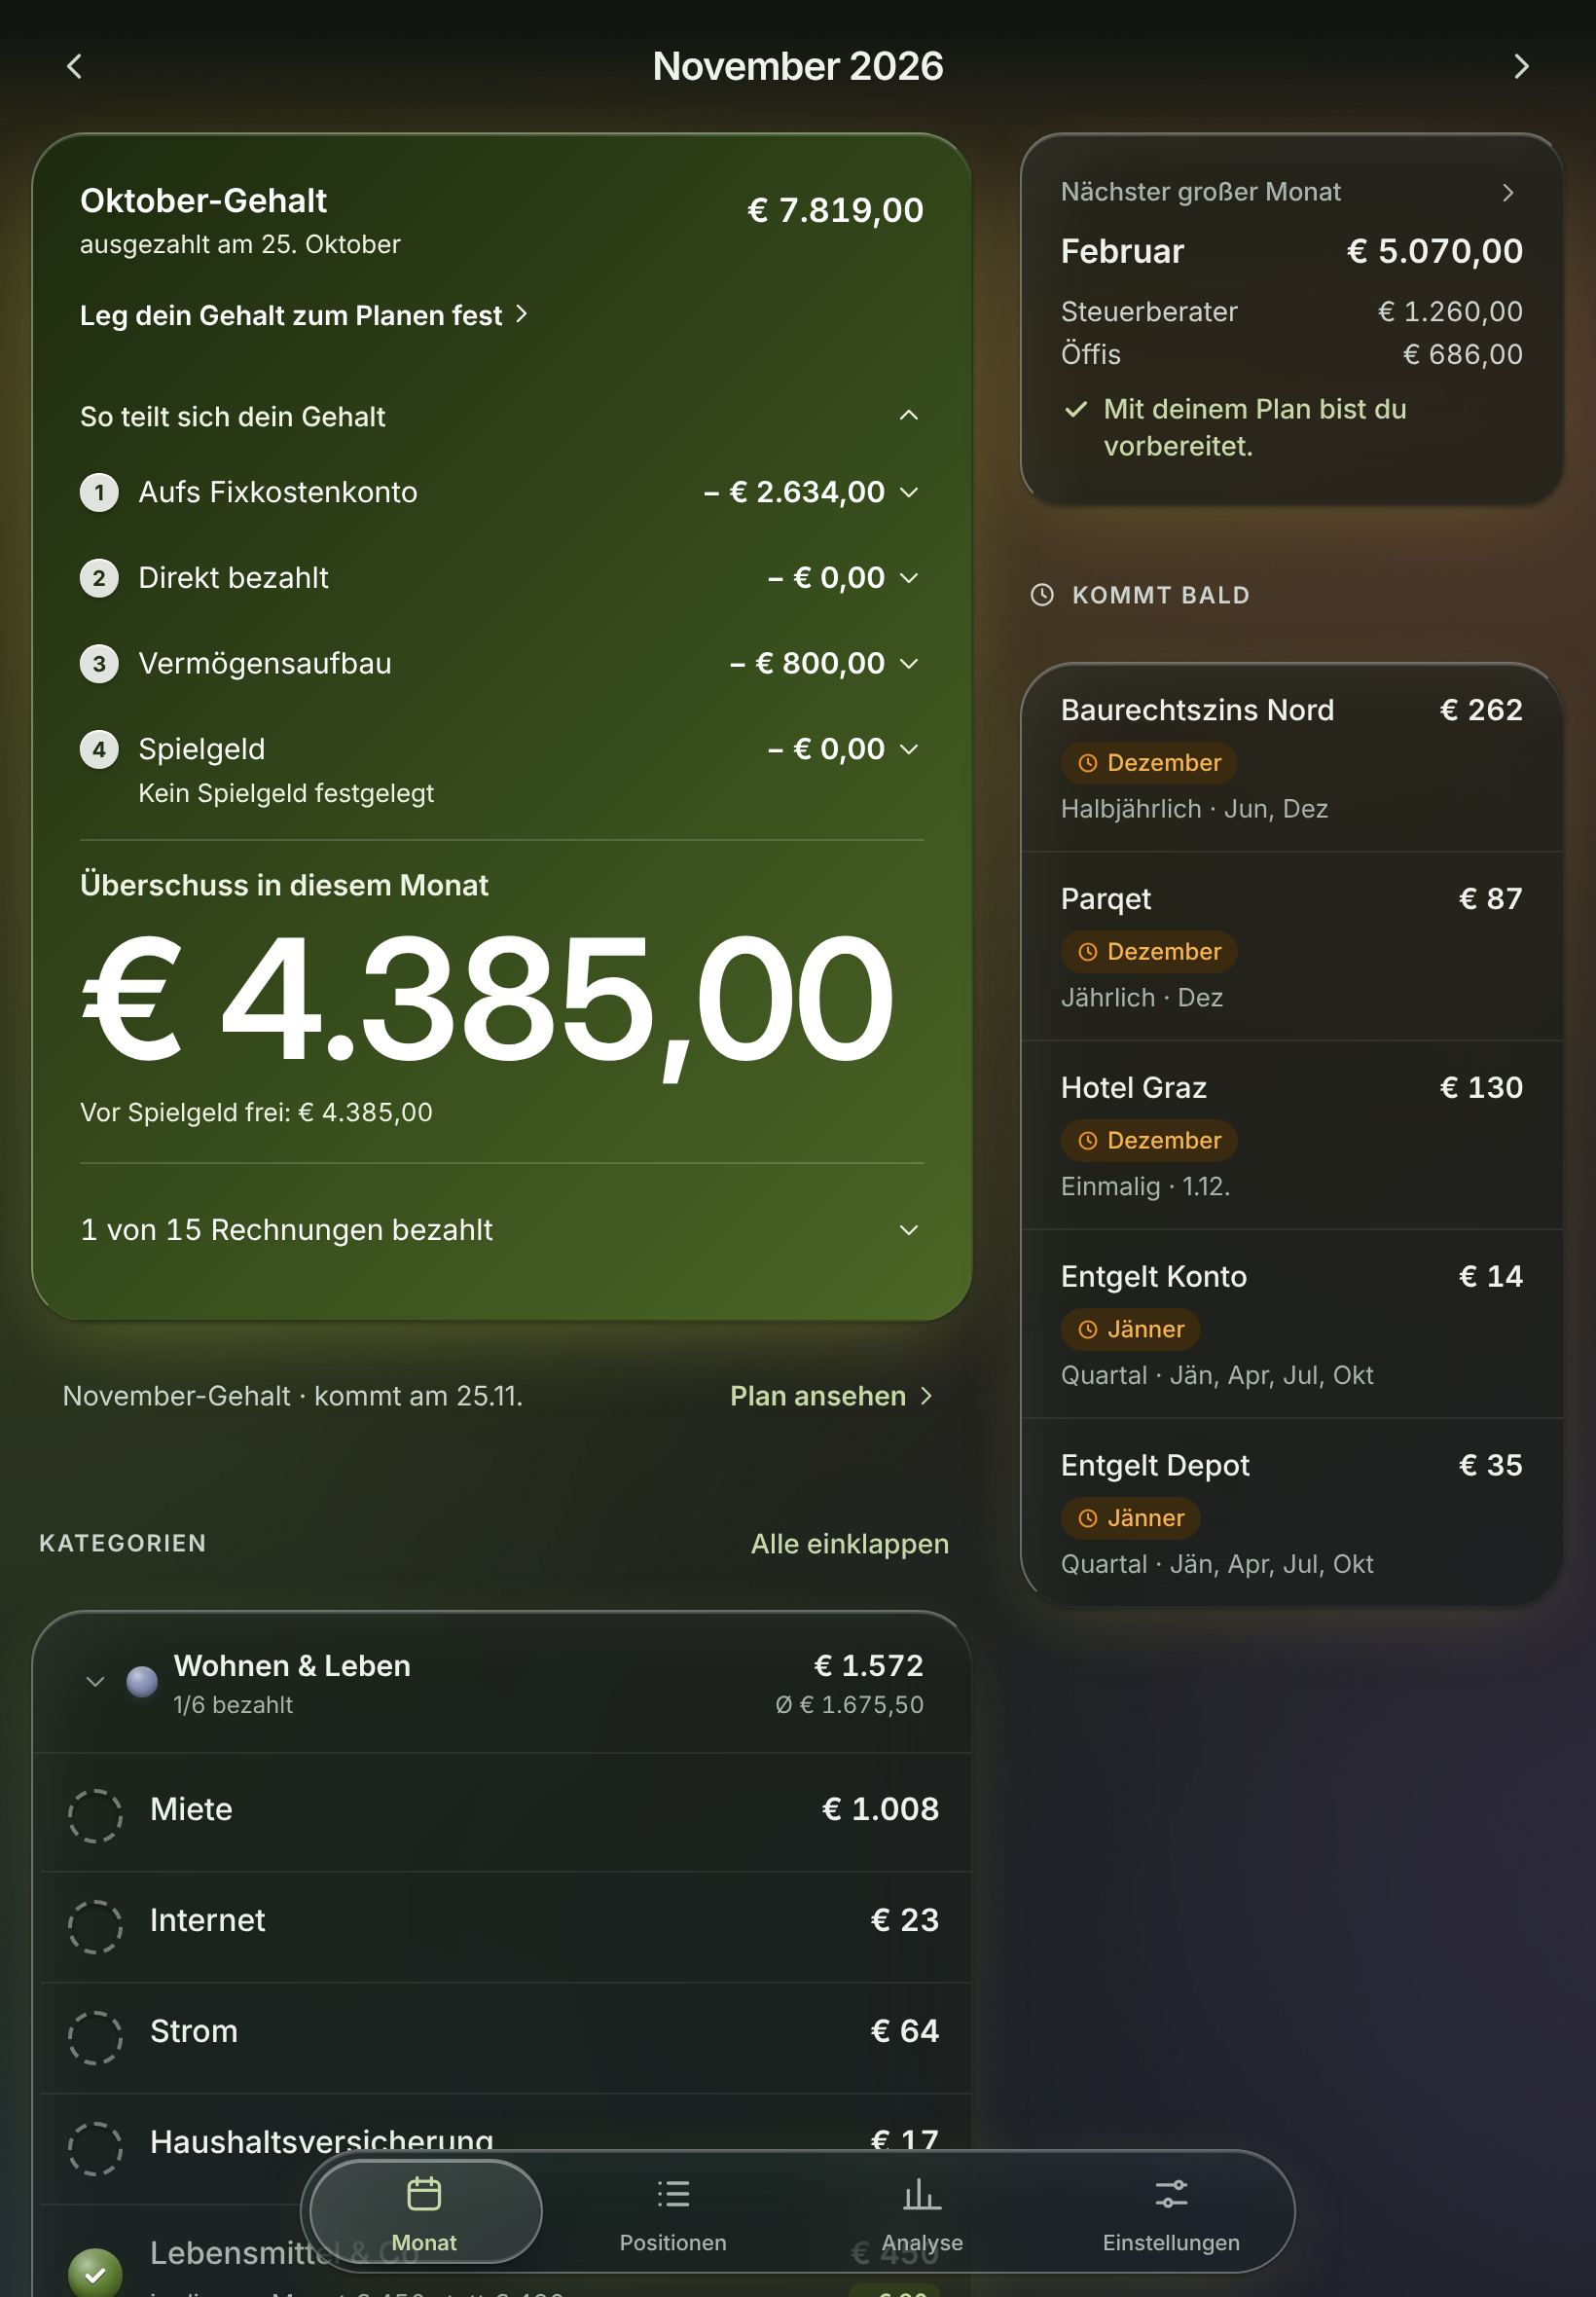 November 2026
Oktober-Gehalt
€ 7.819,00
ausgezahlt am 25. Oktober
Leg dein Gehalt zum Planen fest
So teilt sich dein Gehalt
1 Aufs Fixkostenkonto – € 2.634,00
2 Direkt bezahlt – € 0,00
3 Vermögensaufbau – € 800,00
4 Spielgeld – € 0,00
Kein Spielgeld festgelegt
Überschuss in diesem Monat
€ 4.385,00
Vor Spielgeld frei: € 4.385,00
1 von 15 Rechnungen bezahlt
November-Gehalt · kommt am 25.11. Plan ansehen
KATEGORIEN Alle einklappen
Wohnen & Leben € 1.572
1/6 bezahlt Ø € 1.675,50
Miete € 1.008
Internet € 23
Strom € 64
Haushaltsversicherung € 17
Lebensmittel & Co € 450
Nächster großer Monat
Februar € 5.070,00
Steuerberater € 1.260,00
Öffis € 686,00
Mit deinem Plan bist du
vorbereitet.
KOMMT BALD
Baurechtszins Nord € 262
Dezember
Halbjährlich · Jun, Dez
Parqet € 87
Dezember
Jährlich · Dez
Hotel Graz € 130
Dezember
Einmalig · 1.12.
Entgelt Konto € 14
Jänner
Quartal · Jän, Apr, Jul, Okt
Entgelt Depot € 35
Jänner
Quartal · Jän, Apr, Jul, Okt
Monat Positionen Analyse Einstellungen